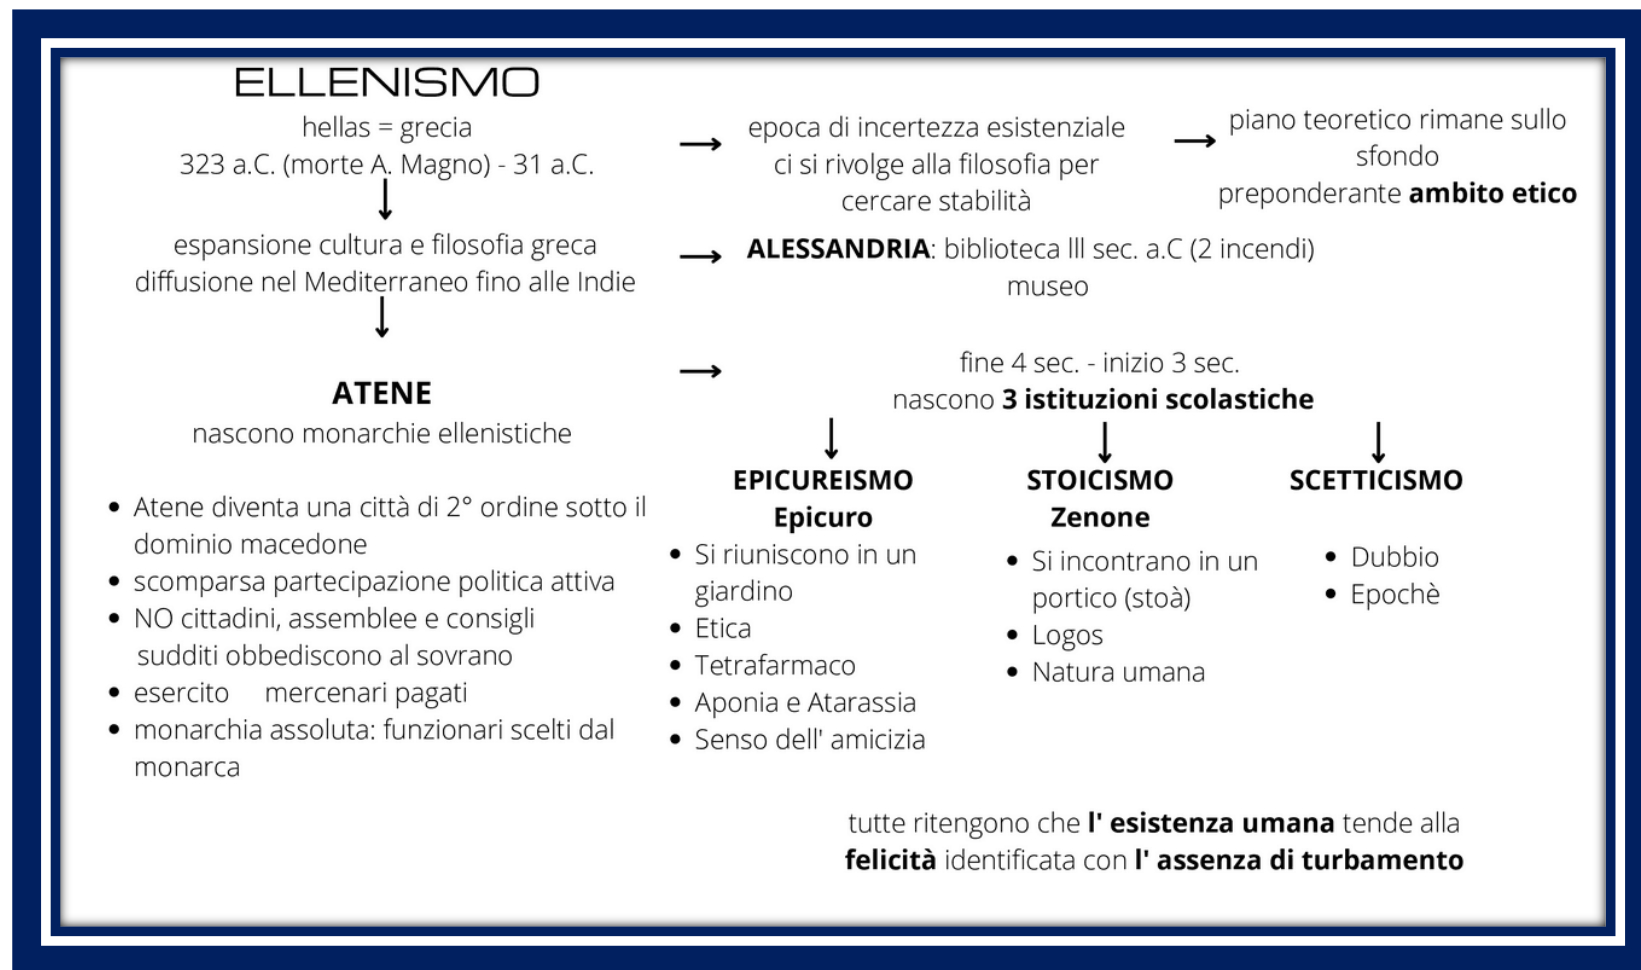 ELLENISMO
hellas = grecia
323 a.C. (morte A. Magno) - 31 a.C.
epoca di incertezza esistenziale
ci si rivolge alla filosofia per
cercare stabilità
piano teoretico rimane sullo
sfondo
preponderante ambito etico
espansione cultura e filosofia greca
diffusione nel Mediterraneo fino alle Indie
ALESSANDRIA: biblioteca III sec. a.C (2 incendi)
museo
ATENE
nascono monarchie ellenistiche
• Atene diventa una città di 2° ordine sotto il
dominio macedone
• scomparsa partecipazione politica attiva
• NO cittadini, assemblee e consigli
sudditi obbediscono al sovrano
• esercito mercenari pagati
• monarchia assoluta: funzionari scelti dal
monarca
fine 4 sec. - inizio 3 sec.
nascono 3 istituzioni scolastiche
EPICUREISMO
Epicuro
• Si riuniscono in un
giardino
• Etica
• Tetrafarmaco
• Aponia e Atarassia
• Senso dell' amicizia
STOICISMO
Zenone
• Si incontrano in un
portico (stoà)
• Logos
• Natura umana
SCETTICISMO
• Dubbio
• Epochè
tutte ritengono che l' esistenza umana tende alla
felicità identificata con l' assenza di turbamento